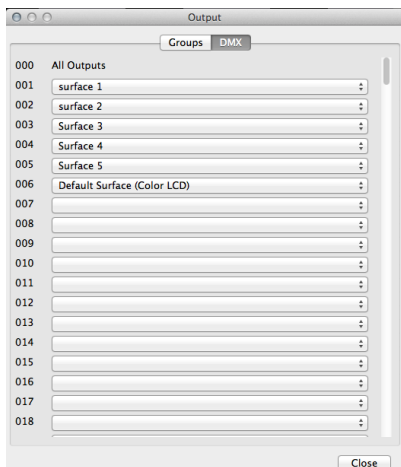 Output
Groups DMX
000 All Outputs
001 surface 1
002 surface 2
003 Surface 3
004 Surface 4
005 Surface 5
006 Default Surface (Color LCD)
007
008
009
010
011
012
013
014
015
016
017
018
Close